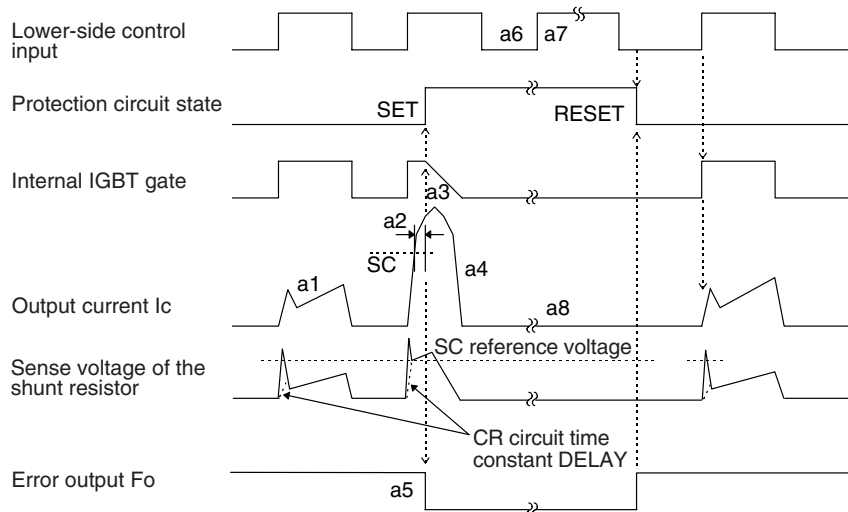 Lower-side control
input
a6
a7
Protection circuit state
SET
RESET
Internal IGBT gate
a3
a2
SC
a4
a1
Output current Ic
a8
SC reference voltage
Sense voltage of the
shunt resistor
CR circuit time
constant DELAY
Error output Fo
a5